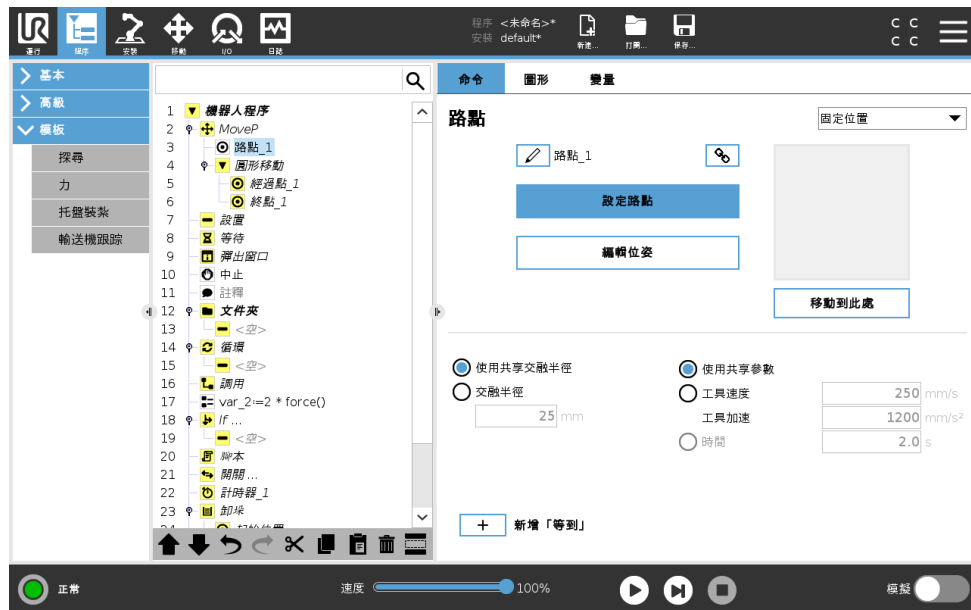 UR
運行
程序
安裝
移動
I/O
日誌
程序 <未命名>*
安裝 default*
新建...
打開...
保存...
C C
C C
基本
高級
模板
探尋
力
托盤裝紮
輸送機跟踪
1 機器人程序
2 MoveP
3 路點_1
4 圓形移動
5 經過點_1
6 終點_1
7 設置
8 等待
9 彈出窗口
10 中止
11 註釋
12 文件夾
13 <空>
14 循環
15 <空>
16 調用
17 var_2≔2 * force()
18 If ...
19 <空>
20 腳本
21 開關 ...
22 計時器_1
23 卸垛
24 起始位置
命令
圖形
變量
路點
固定位置
路點_1
設定路點
編輯位姿
移動到此處
使用共享交融半徑
交融半徑
25 mm
使用共享參數
工具速度
250 mm/s
工具加速
1200 mm/s²
時間
2.0 s
+ 新增「等到」
正常
速度
100%
模擬